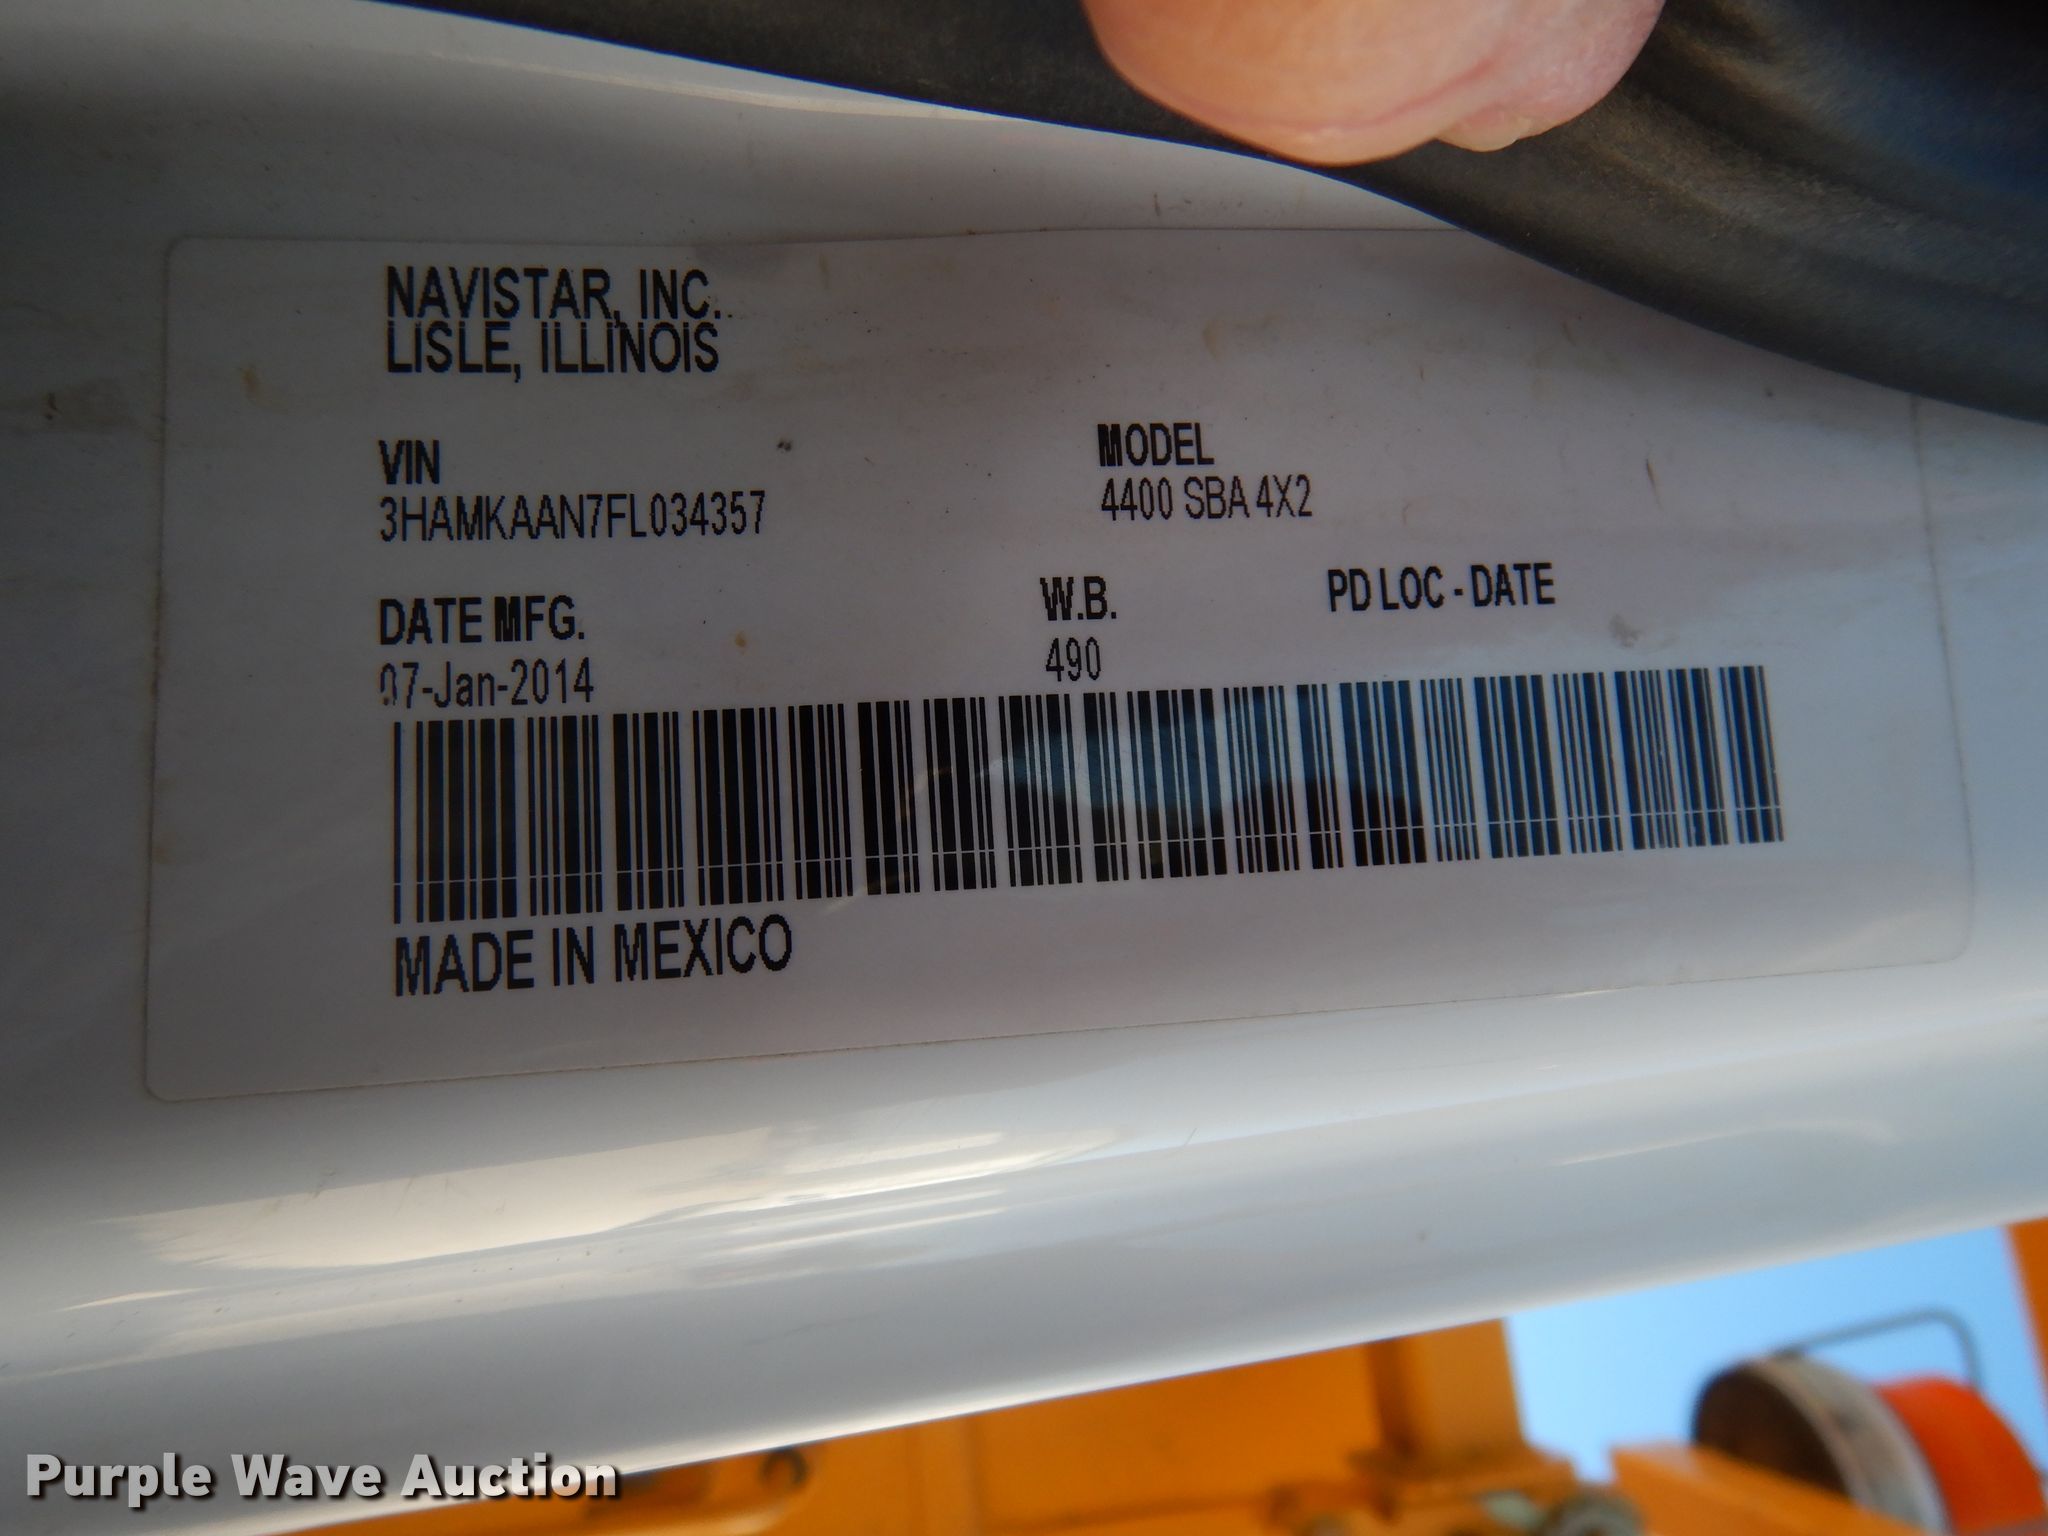 NAVISTAR, INC.
LISLE, ILLINOIS
VIN
3HAMKAAN7FL034357
MODEL
4400 SBA 4X2
DATE MFG.
07-Jan-2014
W.B.
490
PD LOC - DATE
MADE IN MEXICO
Purple Wave Auction